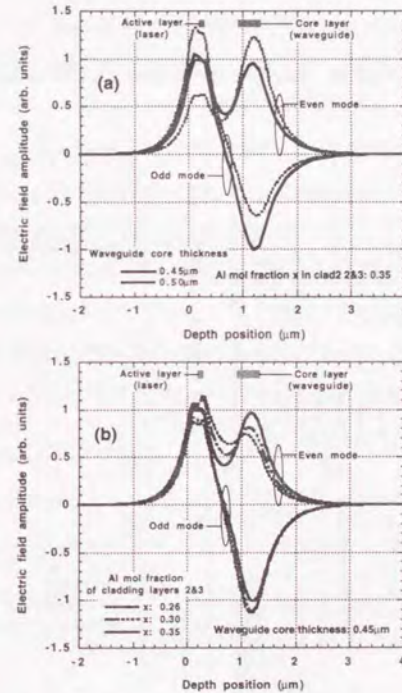 Active layer
(laser)
Core layer
(waveguide)
1.5
1
0.5
0
-0.5
-1
-1.5
Electric field amplitude (arb. units)
(a)
Even mode
Odd mode
Waveguide core thickness
0.45μm
0.50μm
Al mol fraction x in clad2 2&3: 0.35
-2
-1
0
1
2
3
4
Depth position (μm)
Active layer
(laser)
Core layer
(waveguide)
1.5
1
0.5
0
-0.5
-1
-1.5
Electric field amplitude (arb. units)
(b)
Even mode
Odd mode
Al mol fraction
of cladding layers 2&3
x: 0.26
x: 0.30
x: 0.35
Waveguide core thickness: 0.45μm
-2
-1
0
1
2
3
4
Depth position (μm)